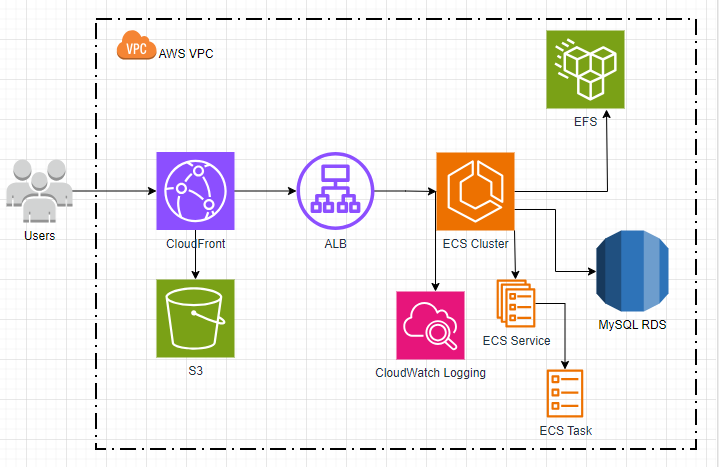 VPC
AWS VPC
EFS
Users
CloudFront
ALB
ECS Cluster
MySQL RDS
ECS Service
S3
CloudWatch Logging
ECS Task